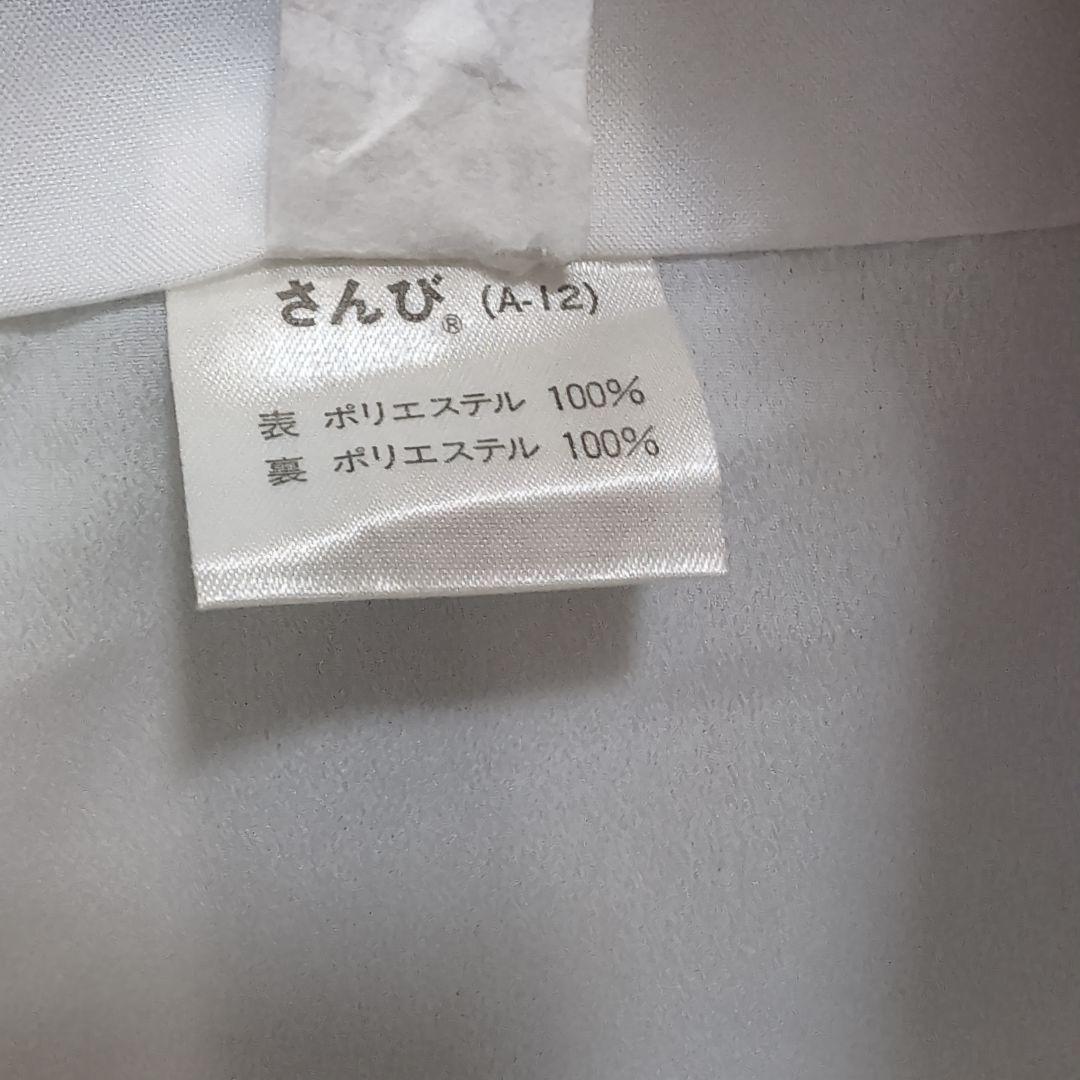 さんび® (A-12)
表 ポリエステル 100%
裏 ポリエステル 100%